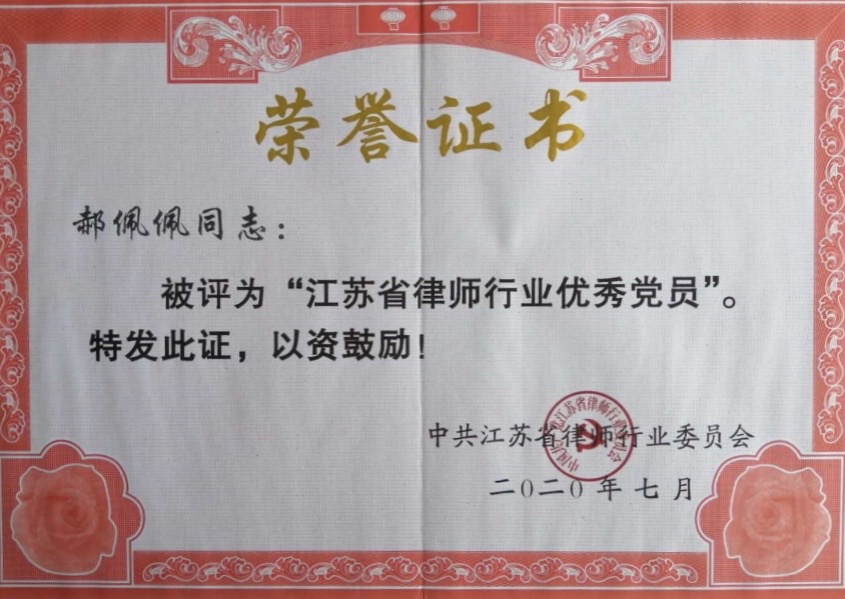 荣誉证书
郝佩佩同志：
被评为“江苏省律师行业优秀党员”。
特发此证，以资鼓励！
中共江苏省律师行业委员会
二〇二〇年七月